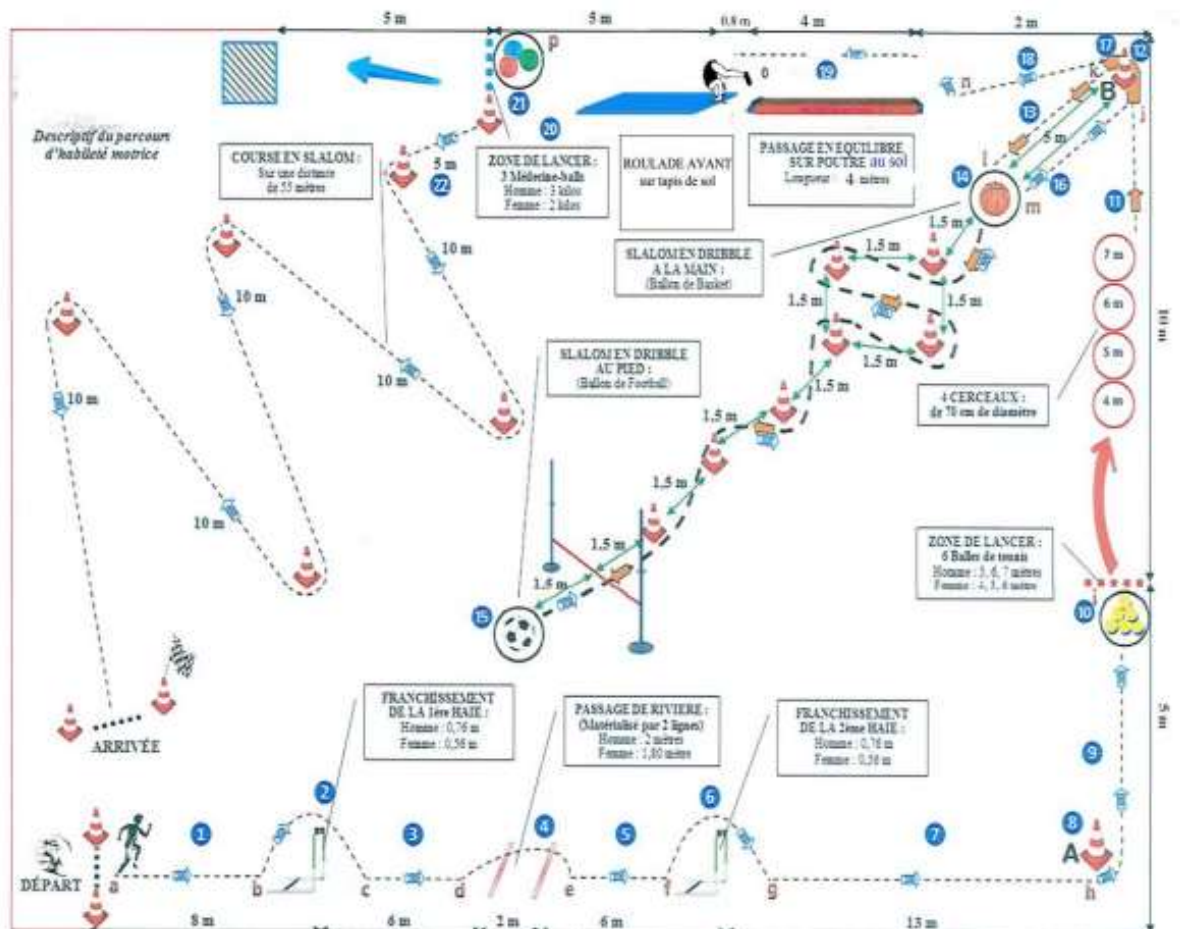 5 m
5 m
0,8 m
4 m
2 m
Descriptif du parcours
d'habileté motrice
COURSE EN SLALOM :
Sur une distance
de 55 mètres
5 m
22
21
20
p
ZONE DE LANCER :
3 Médecine-balls
Homme : 3 kilos
Femme : 2 kilos
ROULADE AVANT
sur tapis de sol
o
19
PASSAGE EN EQUILIBRE
SUR POUTRE au sol
Longueur : 4 mètres
n
18
17
12
k
B
13
5 m
l
14
m
16
11
SLALOM EN DRIBBLE
A LA MAIN :
(Ballon de Basket)
1.5 m
1.5 m
1.5 m
1.5 m
1.5 m
1.5 m
1.5 m
1,5 m
1.5 m
1,5 m
7 m
6 m
5 m
4 m
10 m
4 CERCEAUX :
de 70 cm de diamètre
10 m
10 m
10 m
10 m
10 m
SLALOM EN DRIBBLE
AU PIED :
(Ballon de Football)
15
ZONE DE LANCER :
6 Balles de tennis
Homme : 5, 6, 7 mètres
Femme : 4, 5, 6 mètre
10
5 m
9
ARRIVÉE
FRANCHISSEMENT
DE LA 1ère HAIE :
Homme : 0,76 m
Femme : 0,56 m
PASSAGE DE RIVIERE :
(Matérialisé par 2 lignes)
Homme : 2 mètres
Femme : 1,80 mètre
FRANCHISSEMENT
DE LA 2ème HAIE :
Homme : 0,76 m
Femme : 0,56 m
1
2
3
4
5
6
7
8
A
DÉPART
a
b
c
d
e
f
g
h
8 m
6 m
2 m
6 m
13 m